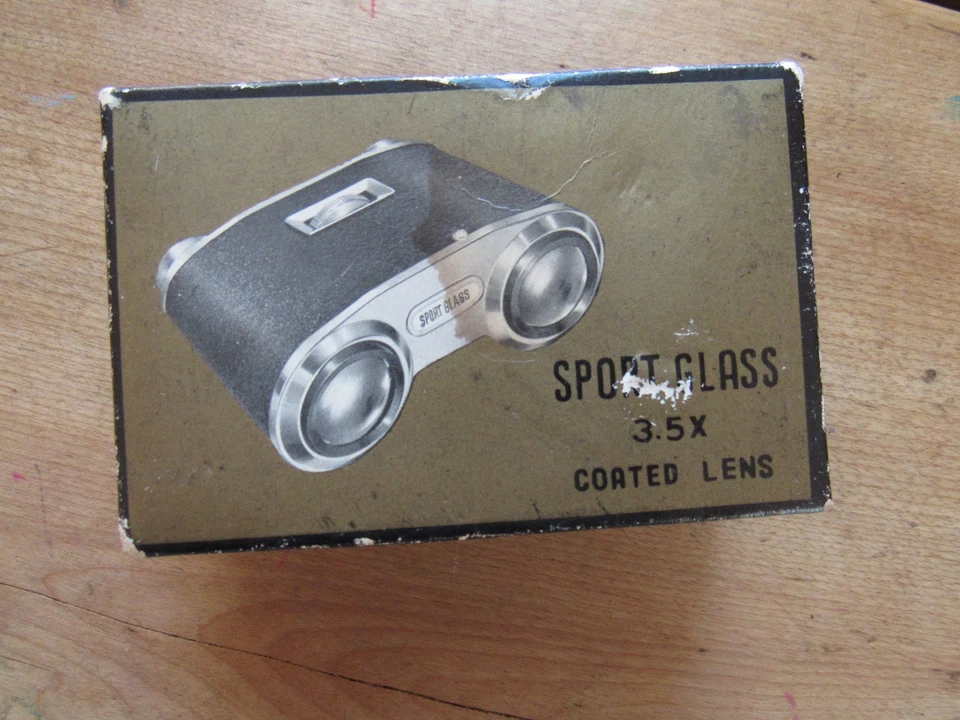 SPORT GLASS
SPORT GLASS
3.5X
COATED LENS